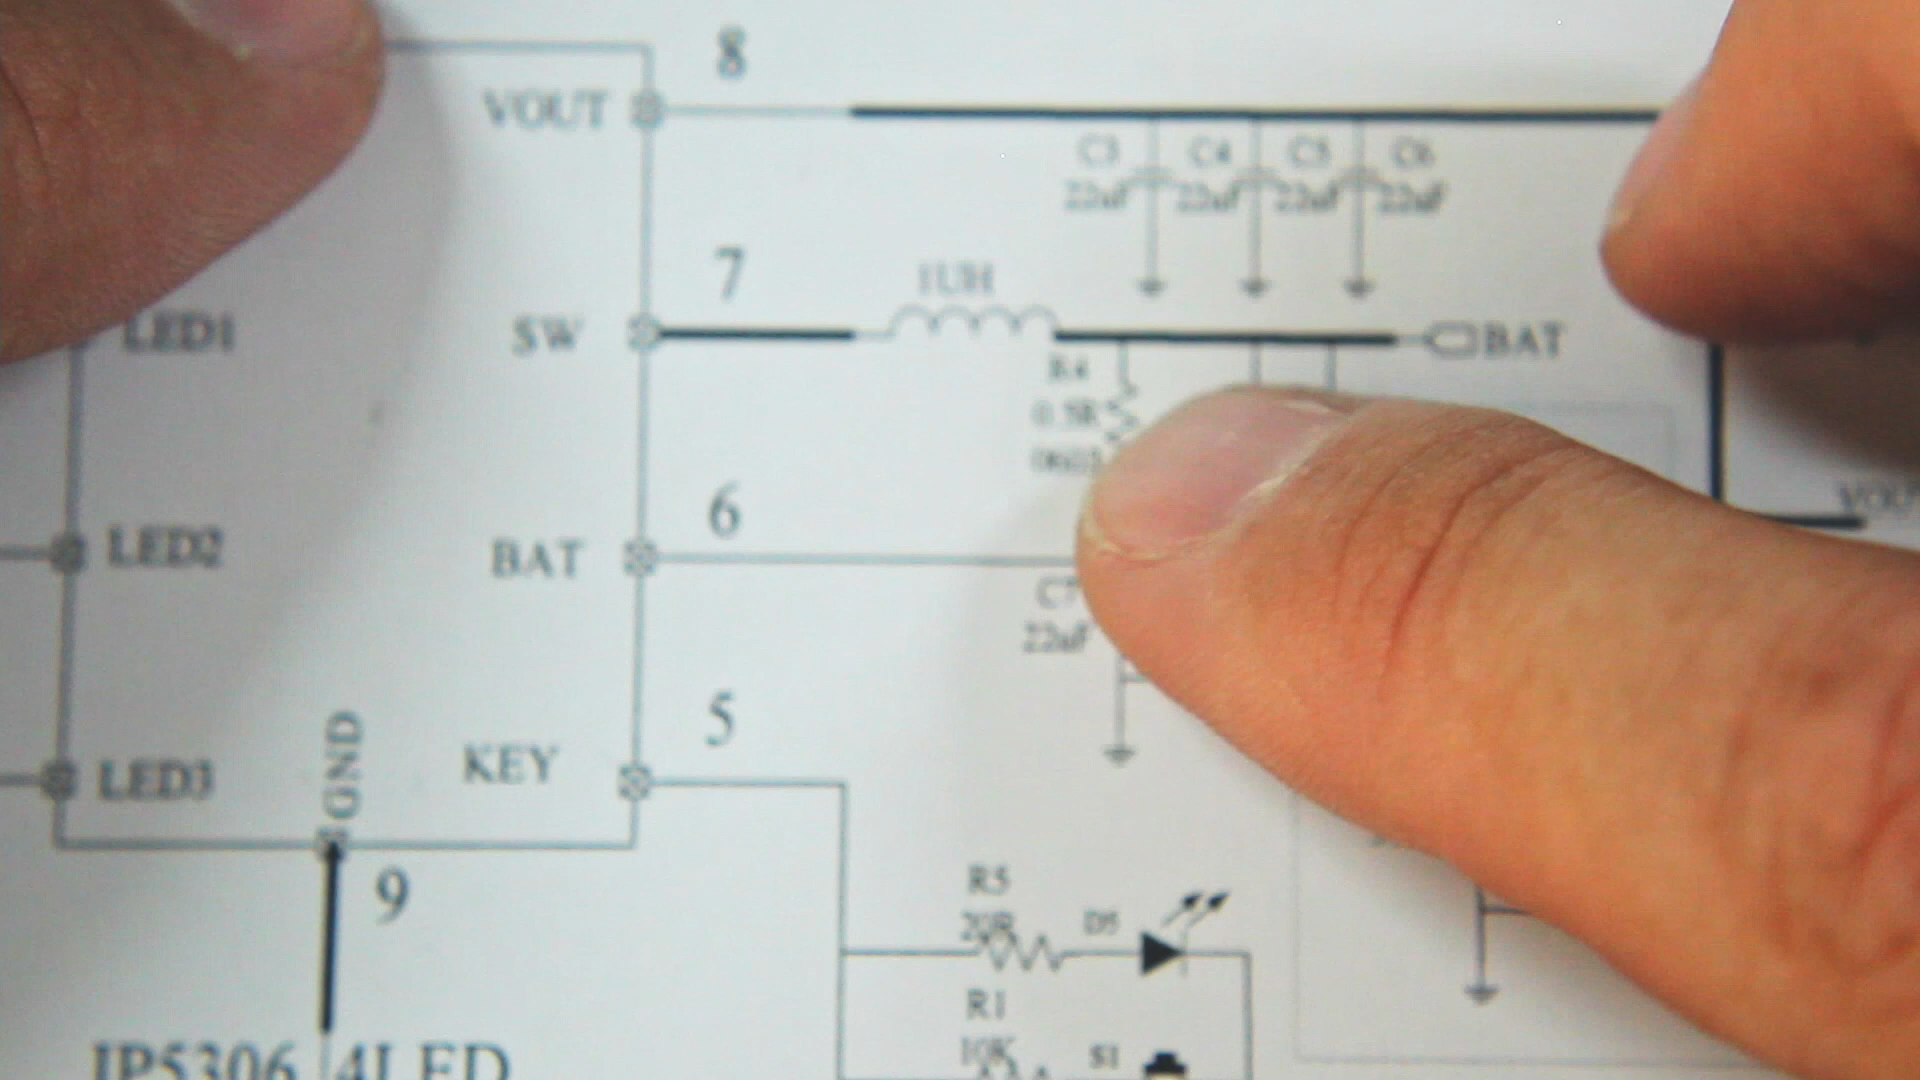 8
VOUT
C3 C4 C5 C6
22uF 22uF 22uF 22uF
7
1UH
LED1
SW
BAT
R4
0.5R
6
LED2
BAT
C7
22uF
5
GND
KEY
LED3
9
R5
20R D5
R1
10K S1
IP5306 4LED